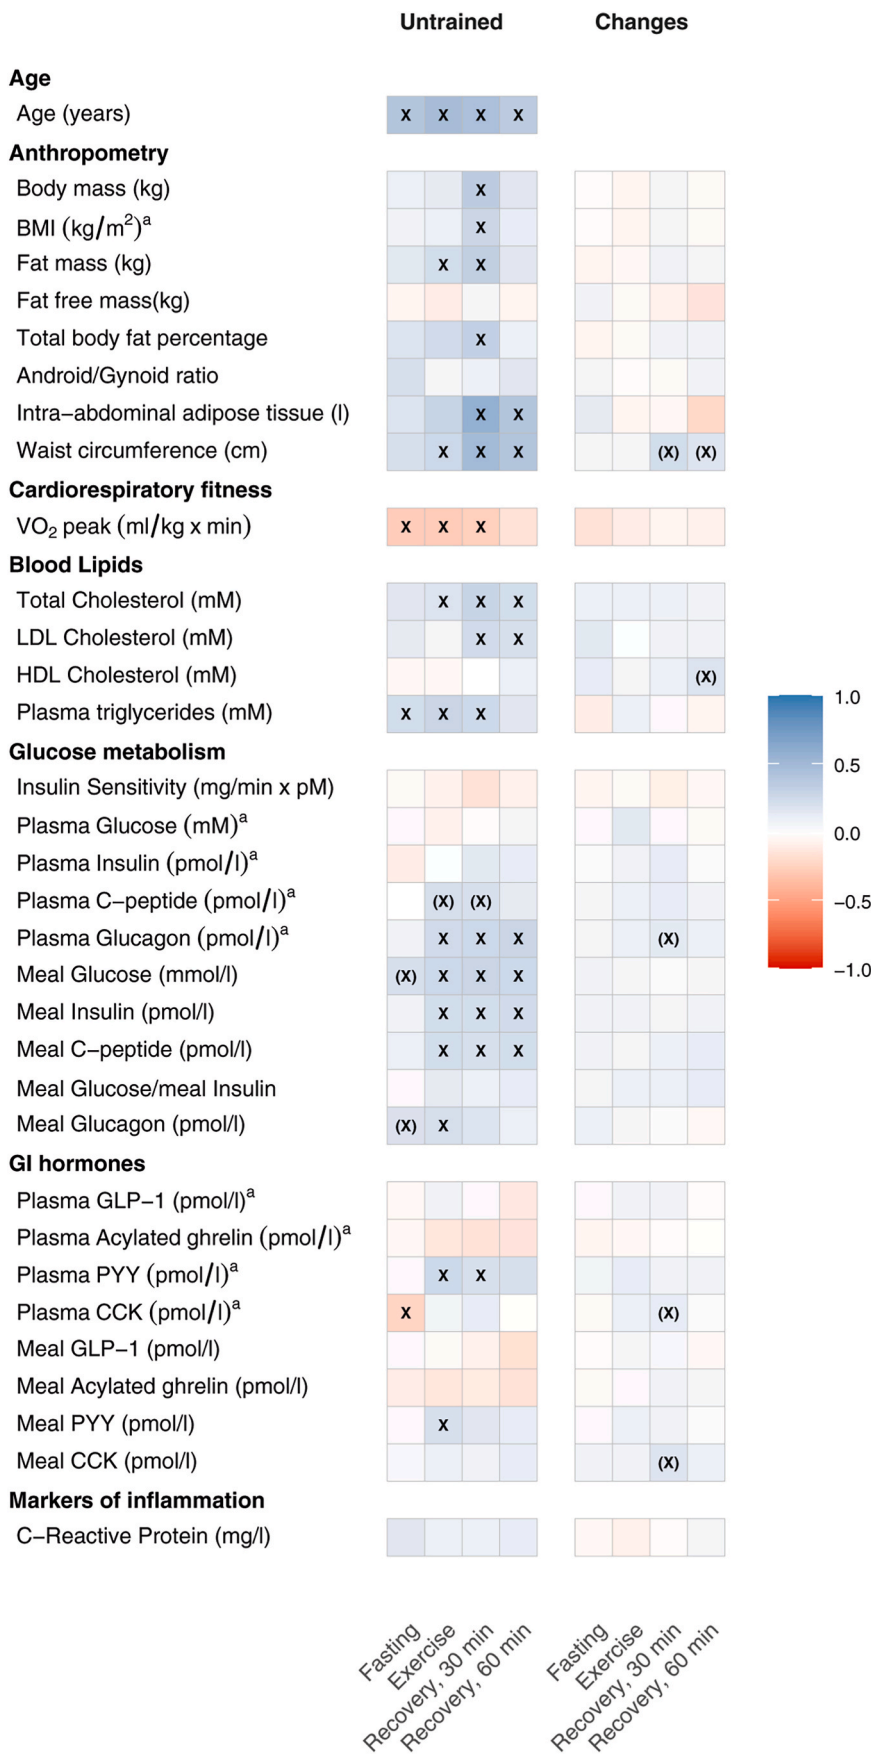 Untrained Changes
Age
Age (years) X X X X
Anthropometry
Body mass (kg) X
BMI (kg/m²)ᵃ X
Fat mass (kg) X X
Fat free mass(kg)
Total body fat percentage X
Android/Gynoid ratio
Intra−abdominal adipose tissue (l) X X
Waist circumference (cm) X X X (X) (X)
Cardiorespiratory fitness
VO₂ peak (ml/kg x min) X X X
Blood Lipids
Total Cholesterol (mM) X X X
LDL Cholesterol (mM) X X
HDL Cholesterol (mM) (X)
Plasma triglycerides (mM) X X X
1.0
Glucose metabolism
0.5
Insulin Sensitivity (mg/min x pM)
Plasma Glucose (mM)ᵃ
0.0
Plasma Insulin (pmol/l)ᵃ
Plasma C−peptide (pmol/l)ᵃ (X) (X)
−0.5
Plasma Glucagon (pmol/l)ᵃ X X X (X)
Meal Glucose (mmol/l) (X) X X X
−1.0
Meal Insulin (pmol/l) X X X
Meal C−peptide (pmol/l) X X X
Meal Glucose/meal Insulin
Meal Glucagon (pmol/l) (X) X
GI hormones
Plasma GLP−1 (pmol/l)ᵃ
Plasma Acylated ghrelin (pmol/l)ᵃ
Plasma PYY (pmol/l)ᵃ X X
Plasma CCK (pmol/l)ᵃ X (X)
Meal GLP−1 (pmol/l)
Meal Acylated ghrelin (pmol/l)
Meal PYY (pmol/l) X
Meal CCK (pmol/l) (X)
Markers of inflammation
C−Reactive Protein (mg/l)
Fasting
Exercise
Recovery, 30 min
Recovery, 60 min
Fasting
Exercise
Recovery, 30 min
Recovery, 60 min